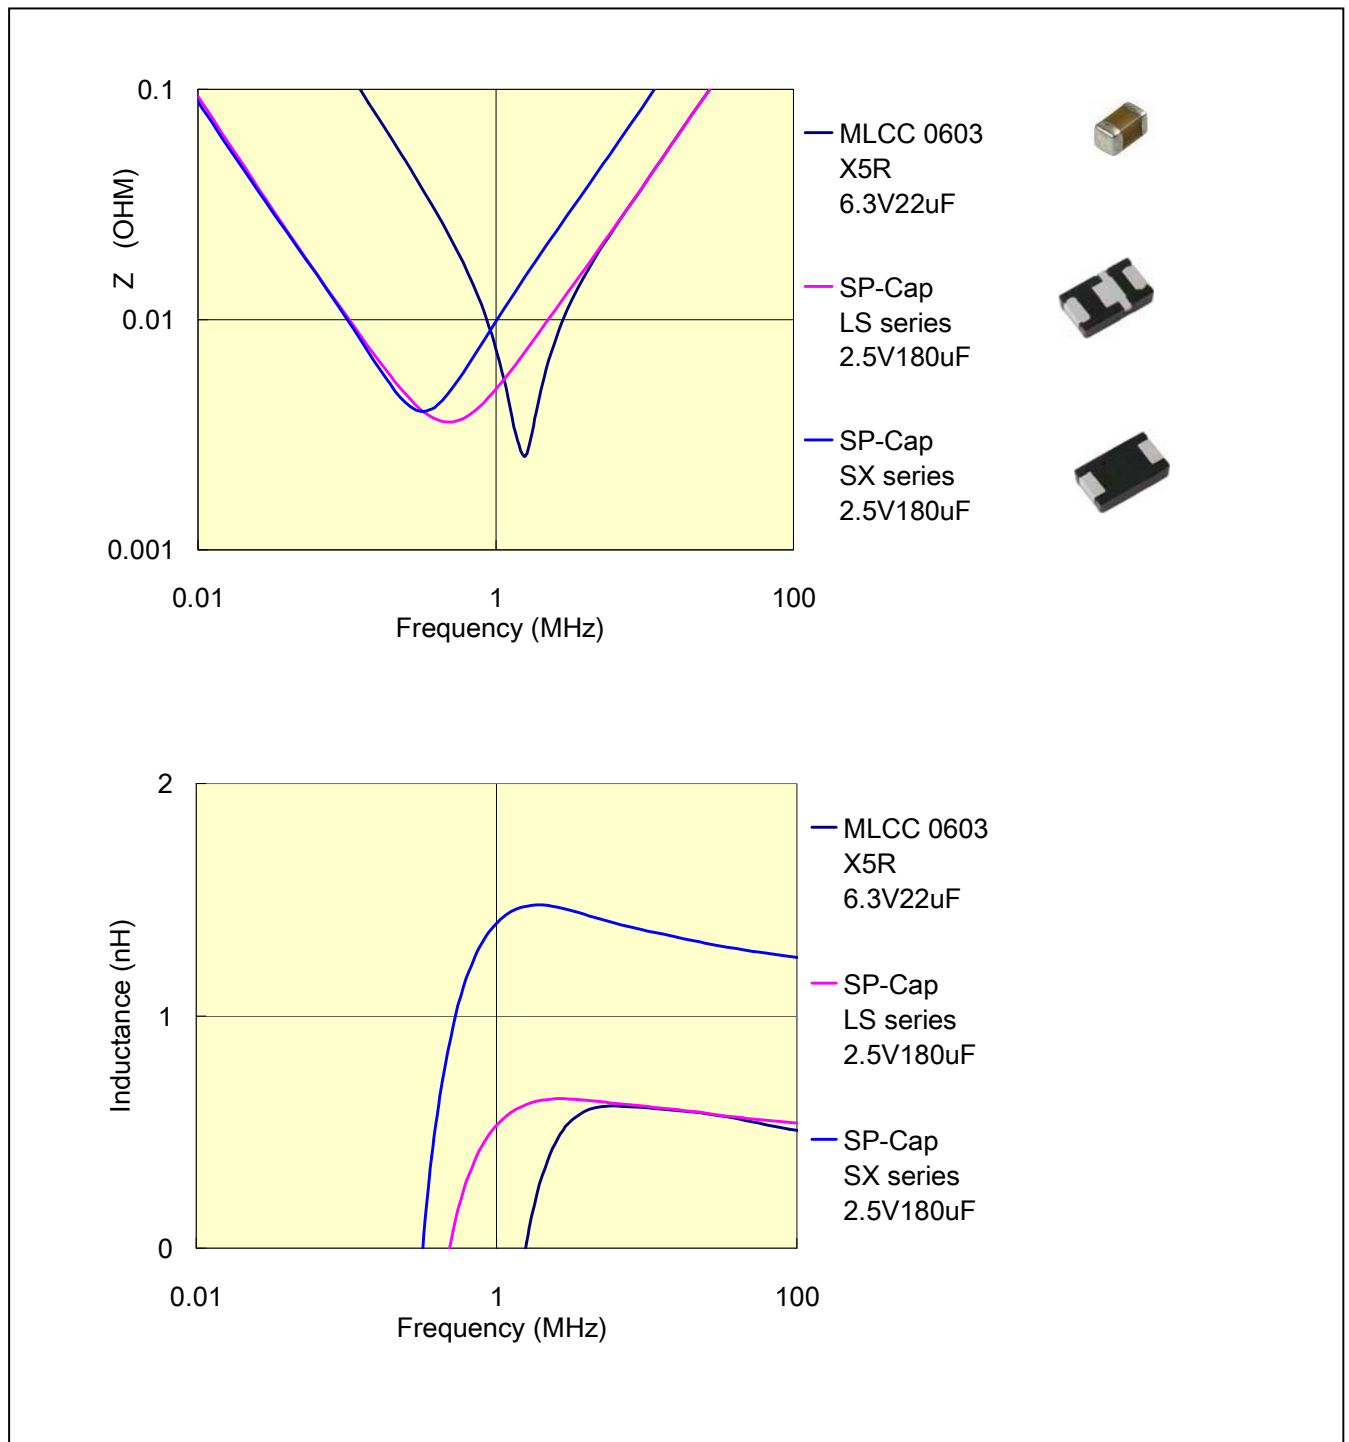 0.1
0.01
0.001
Z (OHM)
0.01
1
100
Frequency (MHz)
MLCC 0603
X5R
6.3V22uF
SP-Cap
LS series
2.5V180uF
SP-Cap
SX series
2.5V180uF
2
1
0
Inductance (nH)
0.01
1
100
Frequency (MHz)
MLCC 0603
X5R
6.3V22uF
SP-Cap
LS series
2.5V180uF
SP-Cap
SX series
2.5V180uF